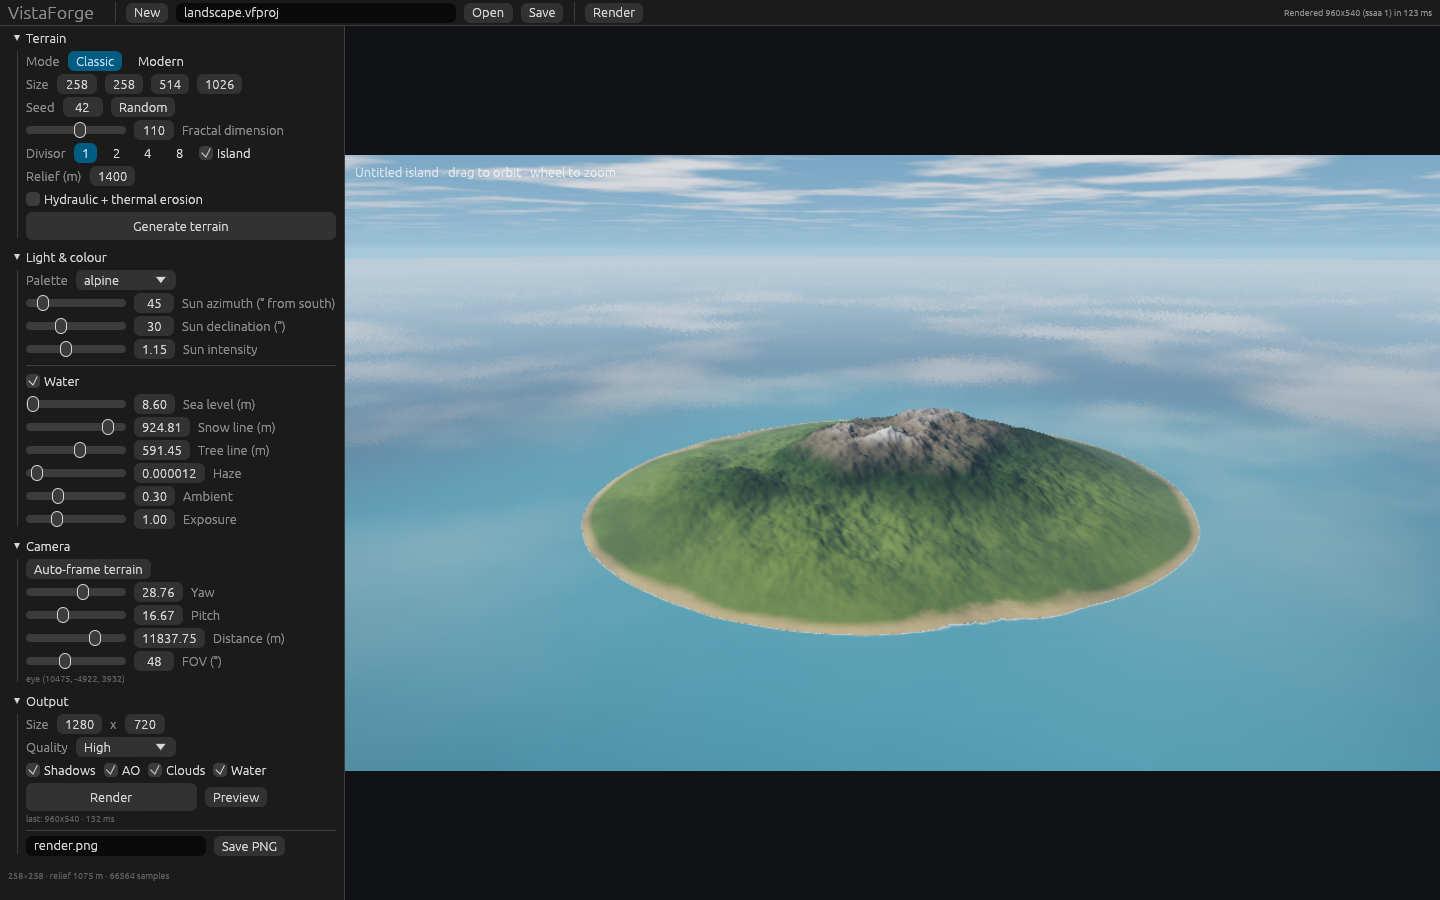 VistaForge New landscape.vfproj Open Save Render Rendered 960x540 (ssaa 1) in 123 ms
Terrain
Mode Classic Modern
Size 258 258 514 1026
Seed 42 Random
110 Fractal dimension
Divisor 1 2 4 8 Island
Relief (m) 1400
Hydraulic + thermal erosion
Generate terrain
Light & colour
Palette alpine
45 Sun azimuth (° from south)
30 Sun declination (°)
1.15 Sun intensity
Water
8.60 Sea level (m)
924.81 Snow line (m)
591.45 Tree line (m)
0.000012 Haze
0.30 Ambient
1.00 Exposure
Camera
Auto-frame terrain
28.76 Yaw
16.67 Pitch
11837.75 Distance (m)
48 FOV (°)
eye (10475, -4922, 3932)
Output
Size 1280 x 720
Quality High
Shadows AO Clouds Water
Render Preview
last: 960x540 · 132 ms
render.png Save PNG
258×258 · relief 1075 m · 66564 samples
Untitled island · drag to orbit · wheel to zoom